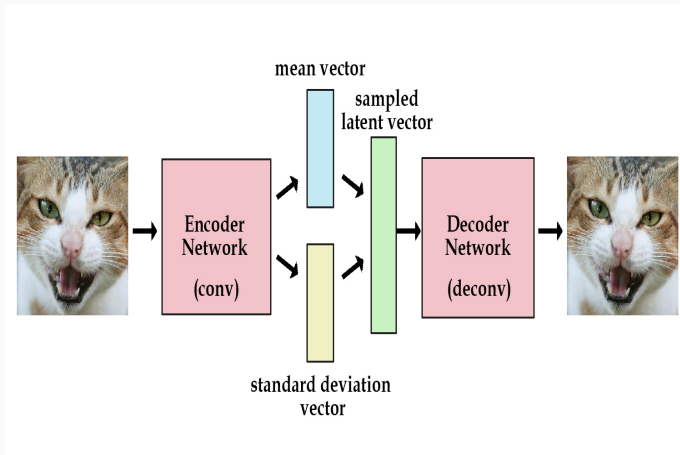 mean vector
sampled
latent vector
Encoder
Network
(conv)
Decoder
Network
(deconv)
standard deviation
vector